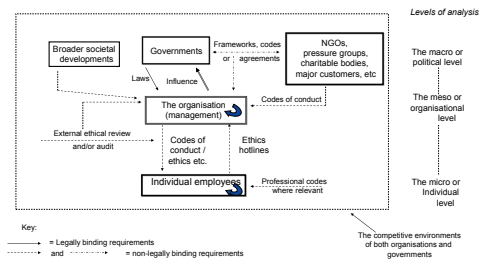 Levels of analysis
Broader societal
developments
Governments
Frameworks, codes
or agreements
NGOs,
pressure groups,
charitable bodies,
major customers, etc
The macro or
political level
Laws
Influence
The organisation
(management)
Codes of conduct
The meso or
organisational
level
External ethical review
and/or audit
Codes of
conduct /
ethics etc.
Ethics
hotlines
Individual employees
Professional codes
where relevant
The micro or
Individual
level
Key:
= Legally binding requirements
and
= non-legally binding requirements
The competitive environments
of both organisations and
governments